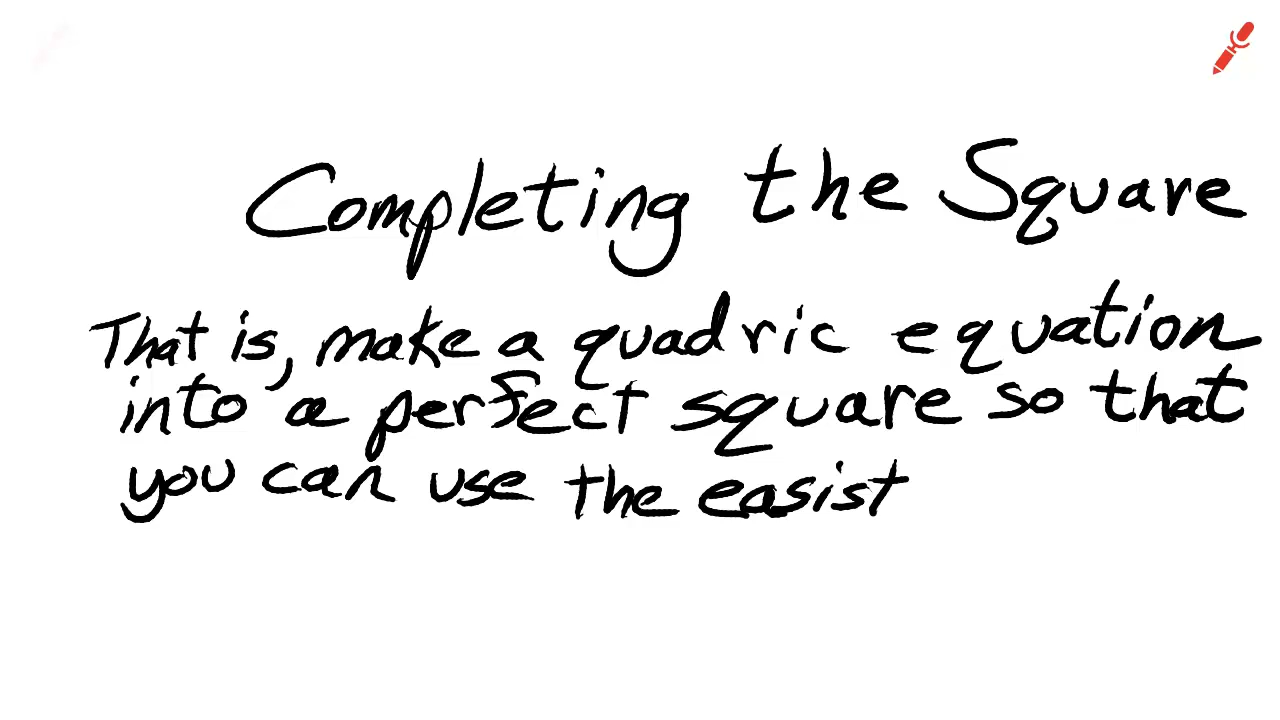 Completing the Square
That is, make a quadric equation
into a perfect square so that
you can use the easist